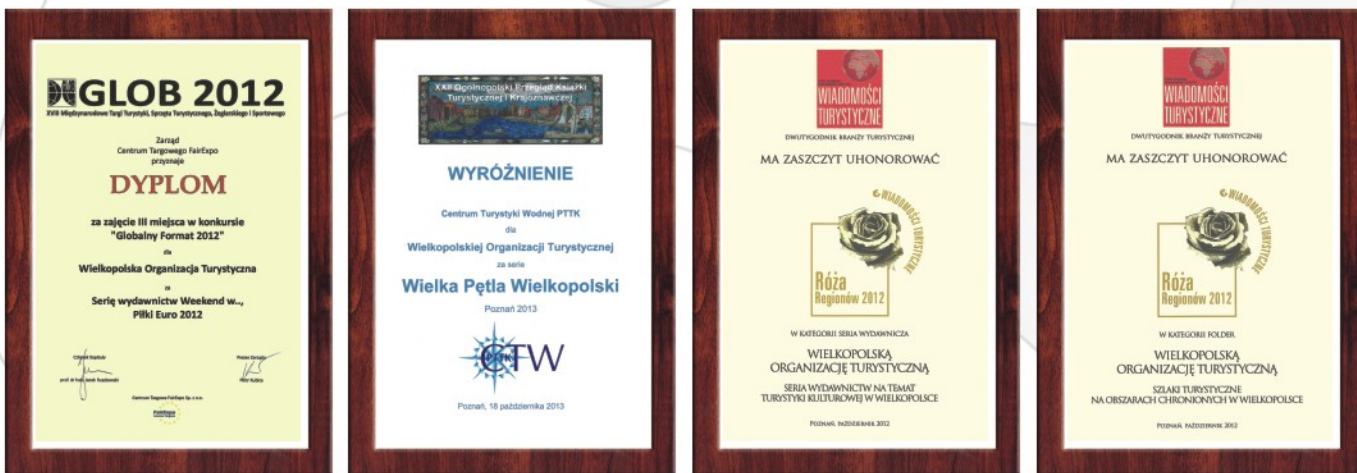 GLOB 2012
XVIII Międzynarodowe Targi Turystyki, Sprzętu Turystycznego, Żeglarskiego i Sportowego
Zarząd
Centrum Targowego FairExpo
przyznaje
DYPLOM
za zajęcie III miejsca w konkursie
"Globalny Format 2012"
dla
Wielkopolska Organizacja Turystyczna
za
Serię wydawnictw Weekend w..,
Piłki Euro 2012
Prezes Zarządu
Centrum Targowe FairExpo Sp. z o.o.
FairExpo
XXII Ogólnopolski Przegląd Książki
Turystycznej i Krajoznawczej
WYRÓŻNIENIE
Centrum Turystyki Wodnej PTTK
dla
Wielkopolskiej Organizacji Turystycznej
za serie
Wielka Pętla Wielkopolski
Poznań 2013
PTTK CTW
Poznań, 18 października 2013
WIADOMOŚCI
TURYSTYCZNE
DWUTYGODNIK BRANŻY TURYSTYCZNEJ
MA ZASZCZYT UHONOROWAĆ
WIADOMOŚCI TURYSTYCZNE
Róża
Regionów 2012
W KATEGORII SERIA WYDAWNICZA
WIELKOPOLSKĄ
ORGANIZACJĘ TURYSTYCZNĄ
SERIA WYDAWNICTW NA TEMAT
TURYSTYKI KULTUROWEJ W WIELKOPOLSCE
POZNAŃ, PAŹDZIERNIK 2012
WIADOMOŚCI
TURYSTYCZNE
DWUTYGODNIK BRANŻY TURYSTYCZNEJ
MA ZASZCZYT UHONOROWAĆ
WIADOMOŚCI TURYSTYCZNE
Róża
Regionów 2012
W KATEGORII FOLDER
WIELKOPOLSKĄ
ORGANIZACJĘ TURYSTYCZNĄ
SZLAKI TURYSTYCZNE
NA OBSZARACH CHRONIONYCH W WIELKOPOLSCE
POZNAŃ, PAŹDZIERNIK 2012